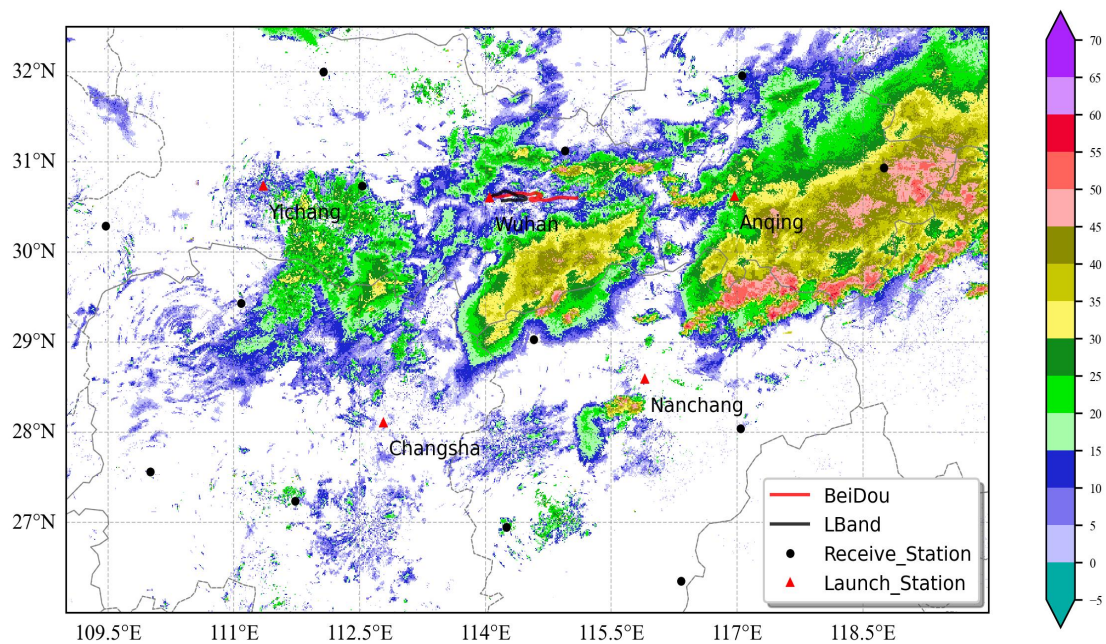 32°N
31°N
30°N
29°N
28°N
27°N
109.5°E 111°E 112.5°E 114°E 115.5°E 117°E 118.5°E
Yichang
Wuhan
Anqing
Nanchang
Changsha
BeiDou
LBand
Receive_Station
Launch_Station
70
65
60
55
50
45
40
35
30
25
20
15
10
5
0
−5